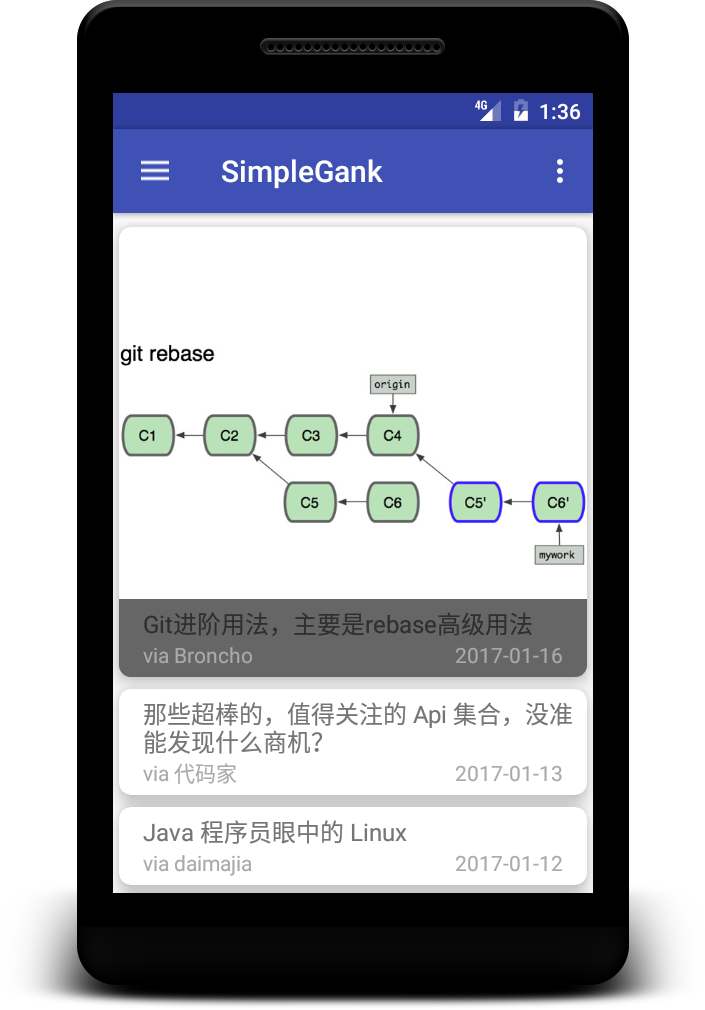 4G 1:36
SimpleGank
git rebase
origin
C1 C2 C3 C4
C5 C6 C5' C6'
mywork
Git进阶用法，主要是rebase高级用法
via Broncho 2017-01-16
那些超棒的，值得关注的 Api 集合，没准
能发现什么商机？
via 代码家 2017-01-13
Java 程序员眼中的 Linux
via daimajia 2017-01-12